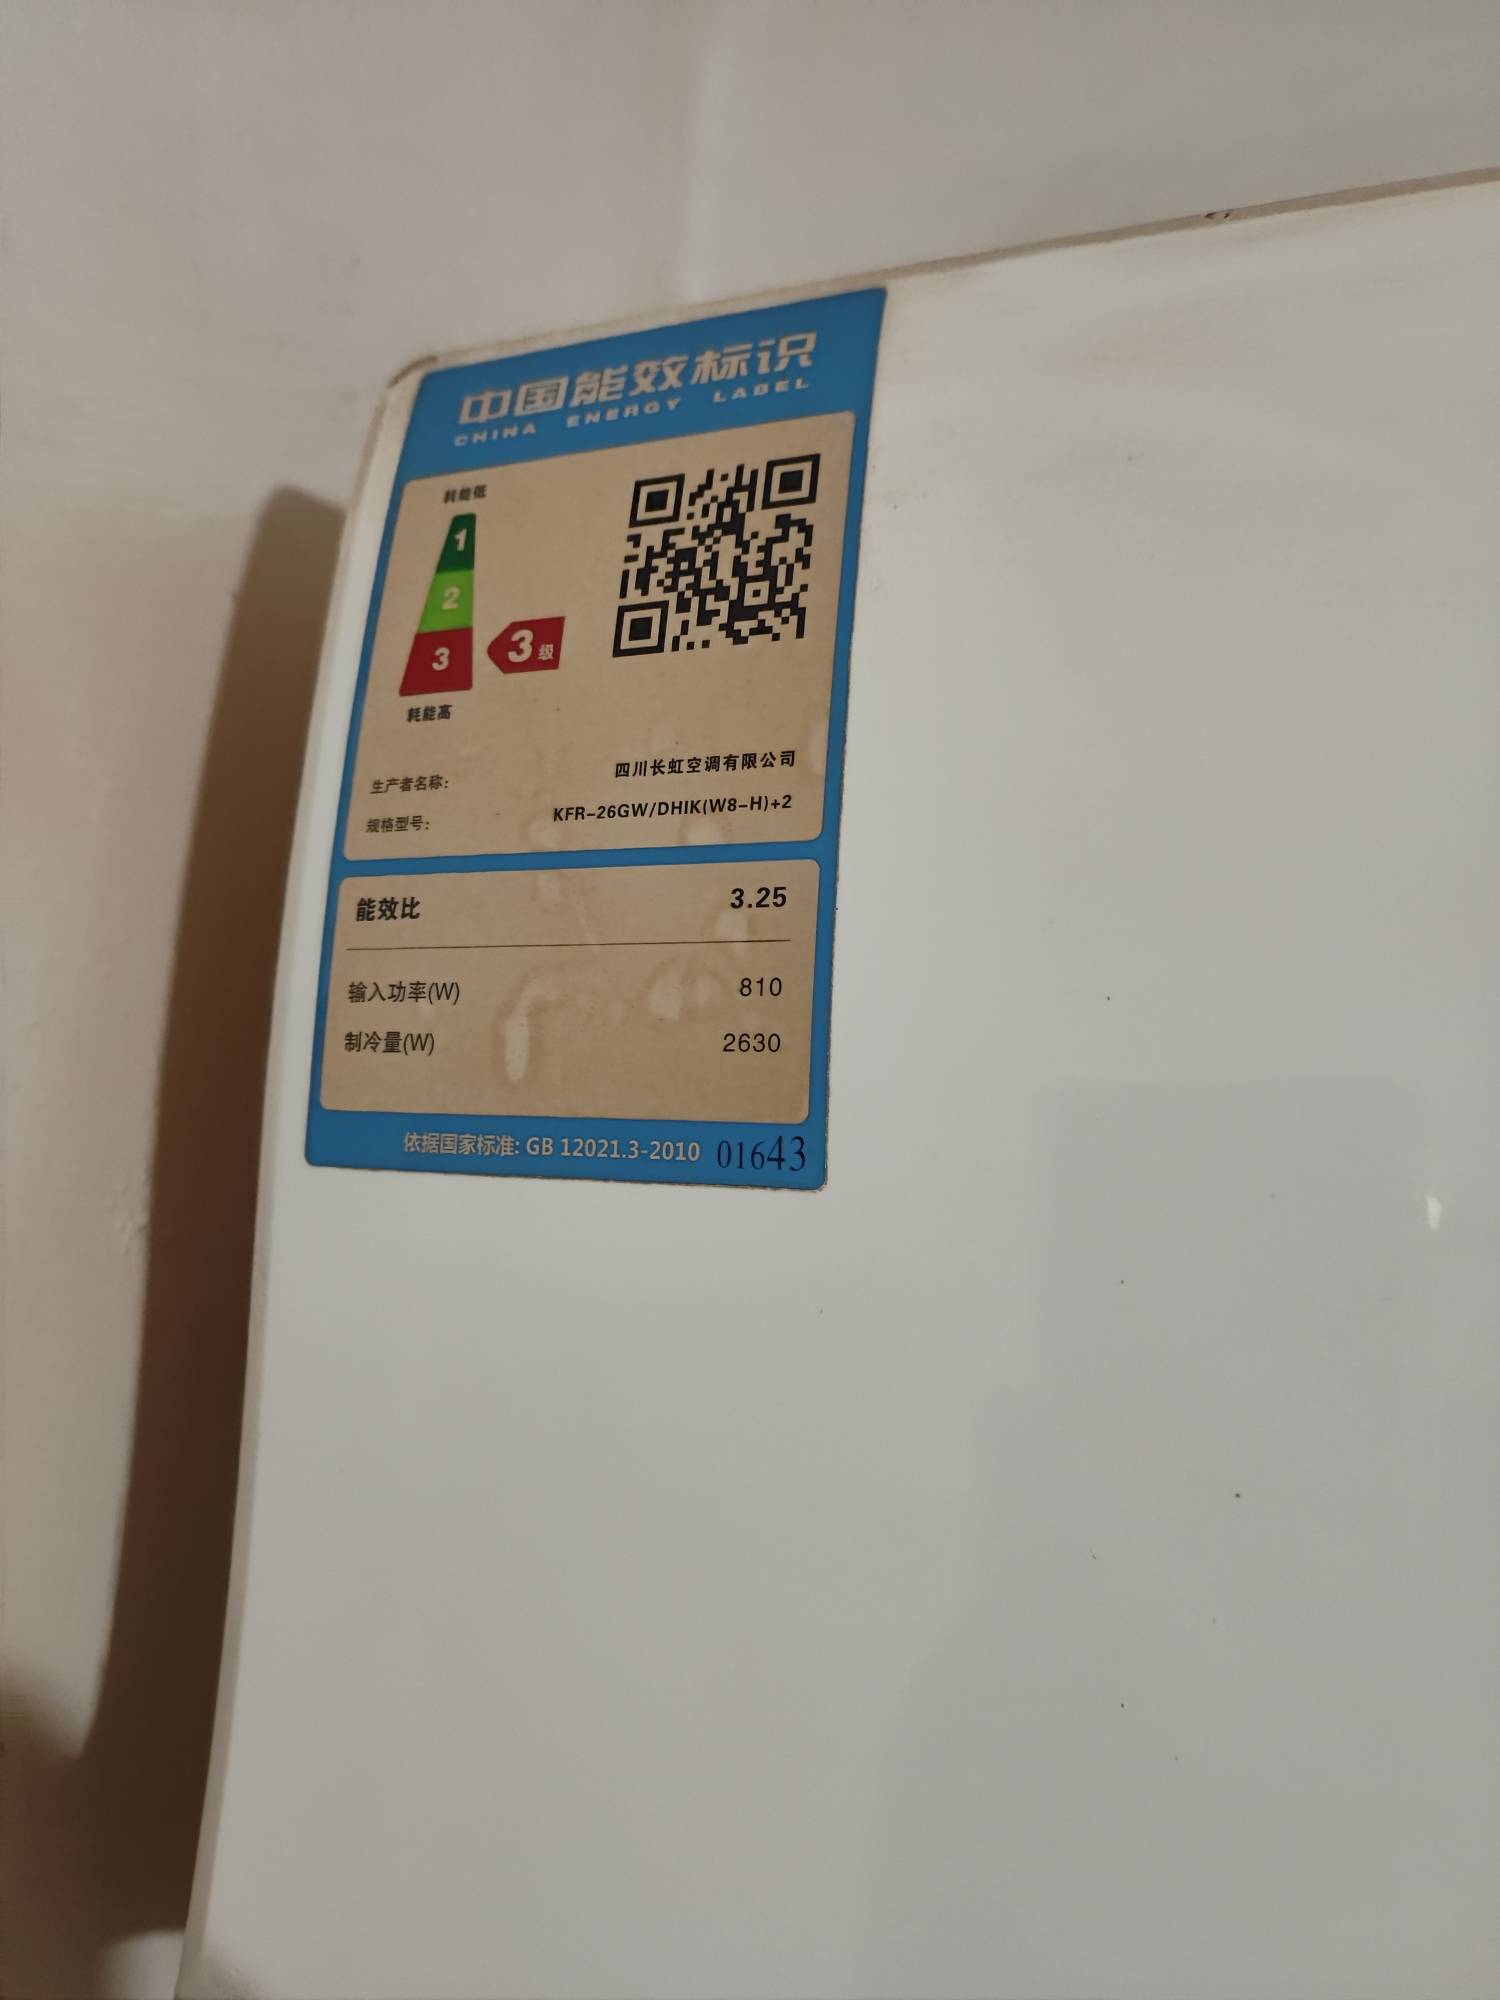 中国能效标识
CHINA ENERGY LABEL
耗能低
1
2
3
3级
耗能高
生产者名称: 四川长虹空调有限公司
规格型号: KFR-26GW/DHIK(W8-H)+2
能效比 3.25
输入功率(W) 810
制冷量(W) 2630
依据国家标准: GB 12021.3-2010 01643